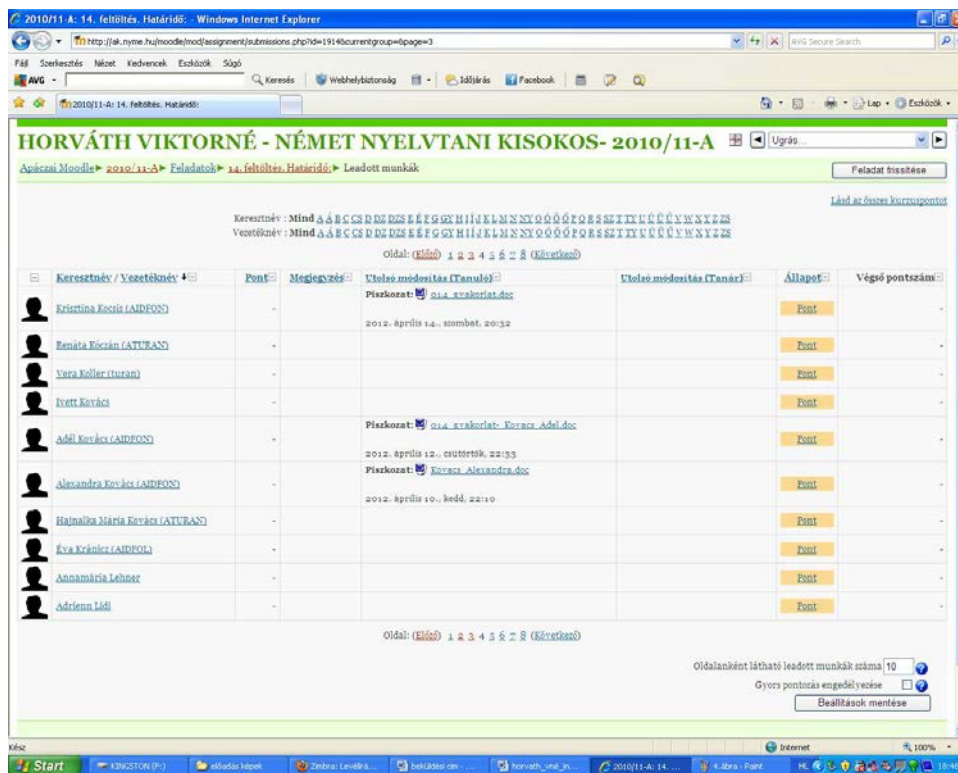 2010/11-A: 14. feltöltés. Határidő: - Windows Internet Explorer
http://ak.nyme.hu/moodle/mod/assignment/submissions.php?id=1914&currentgroup=6page=3
AVG Secure Search
Fájl Szerkesztés Nézet Kedvencek Eszközök Súgó
AVG Keresés Webhelybiztonság Időjárás Facebook
2010/11-A: 14. feltöltés. Határidő: Lap Eszközök
HORVÁTH VIKTORNÉ - NÉMET NYELVTANI KISOKOS- 2010/11-A Ugrás...
Apáczai Moodle► 2010/11-A► Feladatok► 14. feltöltés. Határidő:► Leadott munkák Feladat frissítése
Lásd az összes kurzuspontot
Keresztnév : Mind A Á B C CS D DZ DZS E É F G GY H I Í J K L M N NY O Ó Ö Ő P Q R S SZ T TY U Ú Ü Ű V W X Y Z ZS
Vezetéknév : Mind A Á B C CS D DZ DZS E É F G GY H I Í J K L M N NY O Ó Ö Ő P Q R S SZ T TY U Ú Ü Ű V W X Y Z ZS
Oldal: (Előző) 1 2 3 4 5 6 7 8 (Következő)
Keresztnév / Vezetéknév Pont Megjegyzés Utolsó módosítás (Tanuló) Utolsó módosítás (Tanár) Állapot Végső pontszám
Piszkozat: 014_gyakorlat.doc
Krisztina Kocsis (AIDFON) - Pont -
2012. április 14., szombat, 20:32
Renáta Kóczán (ATURAN) - Pont -
Vera Koller (turan) - Pont -
Ivett Kovács - Pont -
Piszkozat: 014_gyakorlat- Kovacs_Adel.doc
Adél Kovács (AIDFON) - Pont -
2012. április 12., csütörtök, 22:33
Piszkozat: Kovacs_Alexandra.doc
Alexandra Kovács (AIDFON) - Pont -
2012. április 10., kedd, 22:10
Hajnalka Mária Kovács (ATURAN) - Pont -
Éva Kránicz (AIDFOL) - Pont -
Annamária Lehner - Pont -
Adrienn Lidi - Pont -
Oldal: (Előző) 1 2 3 4 5 6 7 8 (Következő)
Oldalanként látható leadott munkák száma 10
Gyors pontozás engedélyezése
Beállítások mentése
Kész Internet 100%
Start KINGSTON (F:) előadás képek Zimbra: Levélírá... beküldési cím - ... horvath_vné_in... 2010/11-A: 14. ... 4.ábra - Paint HU 18:46